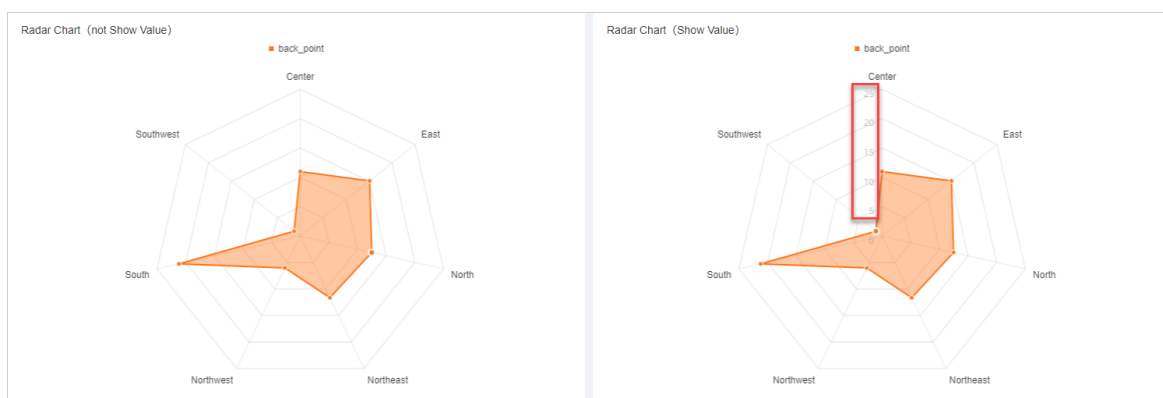 Radar Chart（not Show Value）
back_point
Center
Southwest
East
South
North
Northwest
Northeast
Radar Chart（Show Value）
back_point
Center
25
20
Southwest
East
15
10
5
0
South
North
Northwest
Northeast